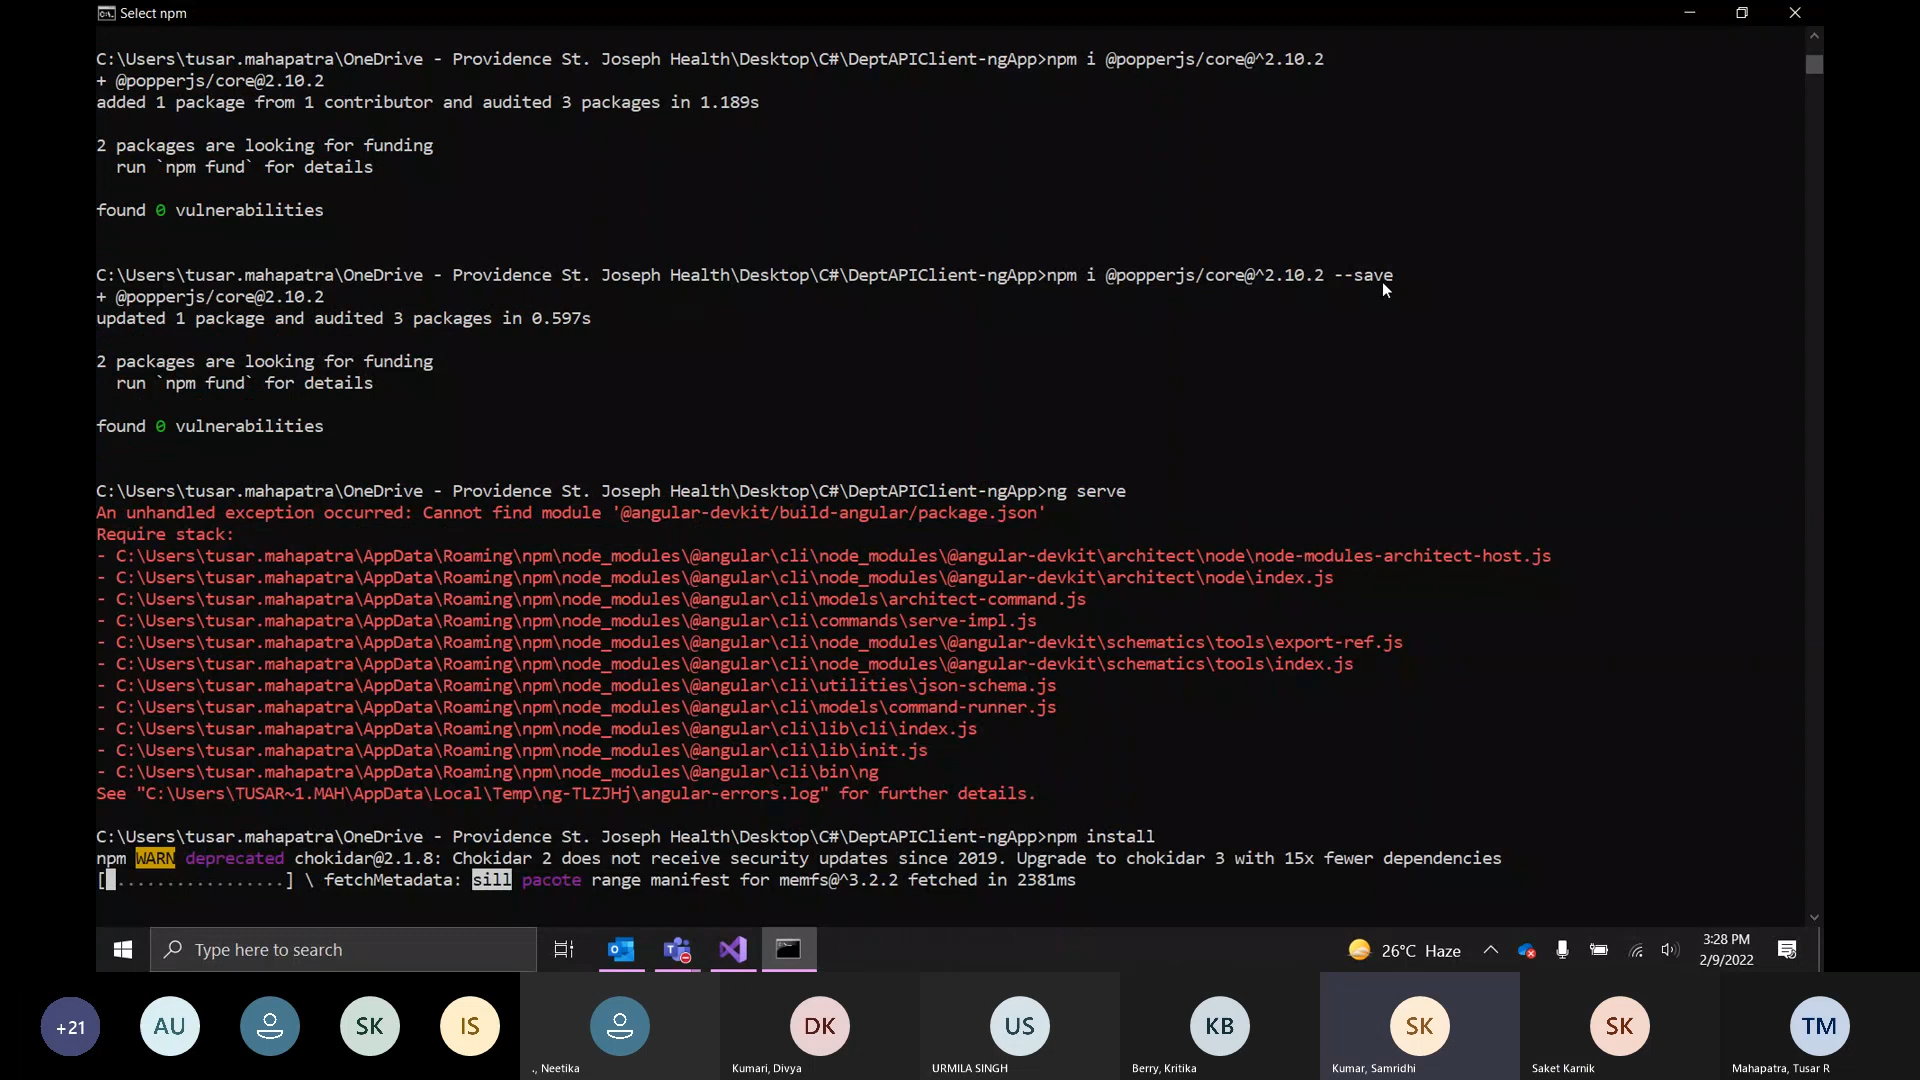 Select npm
C:\Users\tusar.mahapatra\OneDrive - Providence St. Joseph Health\Desktop\C#\DeptAPIClient-ngApp>npm i @popperjs/core@^2.10.2
+ @popperjs/core@2.10.2
added 1 package from 1 contributor and audited 3 packages in 1.189s
2 packages are looking for funding
run `npm fund` for details
found 0 vulnerabilities
C:\Users\tusar.mahapatra\OneDrive - Providence St. Joseph Health\Desktop\C#\DeptAPIClient-ngApp>npm i @popperjs/core@^2.10.2 --save
+ @popperjs/core@2.10.2
updated 1 package and audited 3 packages in 0.597s
2 packages are looking for funding
run `npm fund` for details
found 0 vulnerabilities
C:\Users\tusar.mahapatra\OneDrive - Providence St. Joseph Health\Desktop\C#\DeptAPIClient-ngApp>ng serve
An unhandled exception occurred: Cannot find module '@angular-devkit/build-angular/package.json'
Require stack:
- C:\Users\tusar.mahapatra\AppData\Roaming\npm\node_modules\@angular\cli\node_modules\@angular-devkit\architect\node\node-modules-architect-host.js
- C:\Users\tusar.mahapatra\AppData\Roaming\npm\node_modules\@angular\cli\node_modules\@angular-devkit\architect\node\index.js
- C:\Users\tusar.mahapatra\AppData\Roaming\npm\node_modules\@angular\cli\models\architect-command.js
- C:\Users\tusar.mahapatra\AppData\Roaming\npm\node_modules\@angular\cli\commands\serve-impl.js
- C:\Users\tusar.mahapatra\AppData\Roaming\npm\node_modules\@angular\cli\node_modules\@angular-devkit\schematics\tools\export-ref.js
- C:\Users\tusar.mahapatra\AppData\Roaming\npm\node_modules\@angular\cli\node_modules\@angular-devkit\schematics\tools\index.js
- C:\Users\tusar.mahapatra\AppData\Roaming\npm\node_modules\@angular\cli\utilities\json-schema.js
- C:\Users\tusar.mahapatra\AppData\Roaming\npm\node_modules\@angular\cli\models\command-runner.js
- C:\Users\tusar.mahapatra\AppData\Roaming\npm\node_modules\@angular\cli\lib\cli\index.js
- C:\Users\tusar.mahapatra\AppData\Roaming\npm\node_modules\@angular\cli\lib\init.js
- C:\Users\tusar.mahapatra\AppData\Roaming\npm\node_modules\@angular\cli\bin\ng
See "C:\Users\TUSAR~1.MAH\AppData\Local\Temp\ng-TLZJHj\angular-errors.log" for further details.
C:\Users\tusar.mahapatra\OneDrive - Providence St. Joseph Health\Desktop\C#\DeptAPIClient-ngApp>npm install
npm WARN deprecated chokidar@2.1.8: Chokidar 2 does not receive security updates since 2019. Upgrade to chokidar 3 with 15x fewer dependencies
[ .................] \ fetchMetadata: sill pacote range manifest for memfs@^3.2.2 fetched in 2381ms
Type here to search
26°C Haze
3:28 PM
2/9/2022
+21
AU
SK
IS
DK
US
KB
SK
SK
TM
., Neetika
Kumari, Divya
URMILA SINGH
Berry, Kritika
Kumar, Samridhi
Saket Karnik
Mahapatra, Tusar R